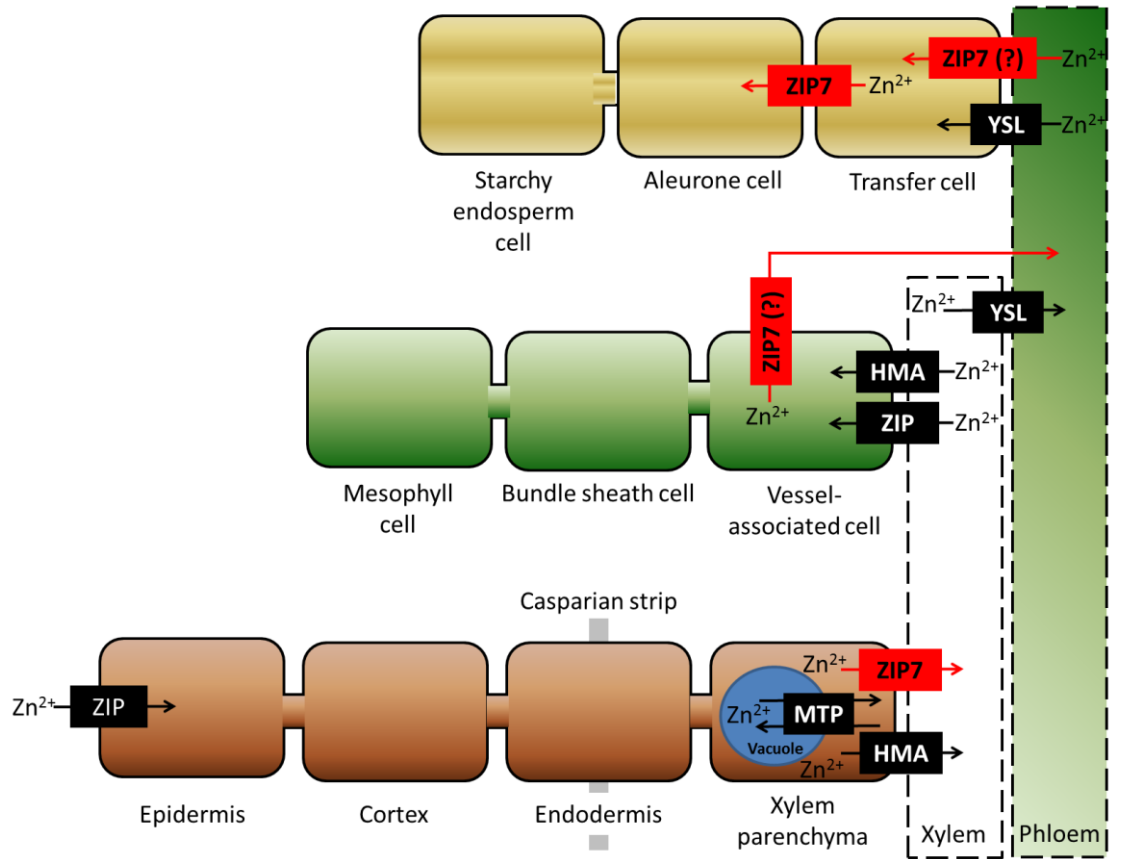 ZIP7 (?)
Zn²⁺
ZIP7
Zn²⁺
YSL
Zn²⁺
Starchy
endosperm
cell
Aleurone cell
Transfer cell
ZIP7 (?)
Zn²⁺
Zn²⁺
YSL
HMA
Zn²⁺
ZIP
Zn²⁺
Mesophyll
cell
Bundle sheath cell
Vessel-
associated cell
Casparian strip
Zn²⁺
ZIP
Zn²⁺
ZIP7
Zn²⁺
MTP
Vacuole
Zn²⁺
HMA
Epidermis
Cortex
Endodermis
Xylem
parenchyma
Xylem
Phloem